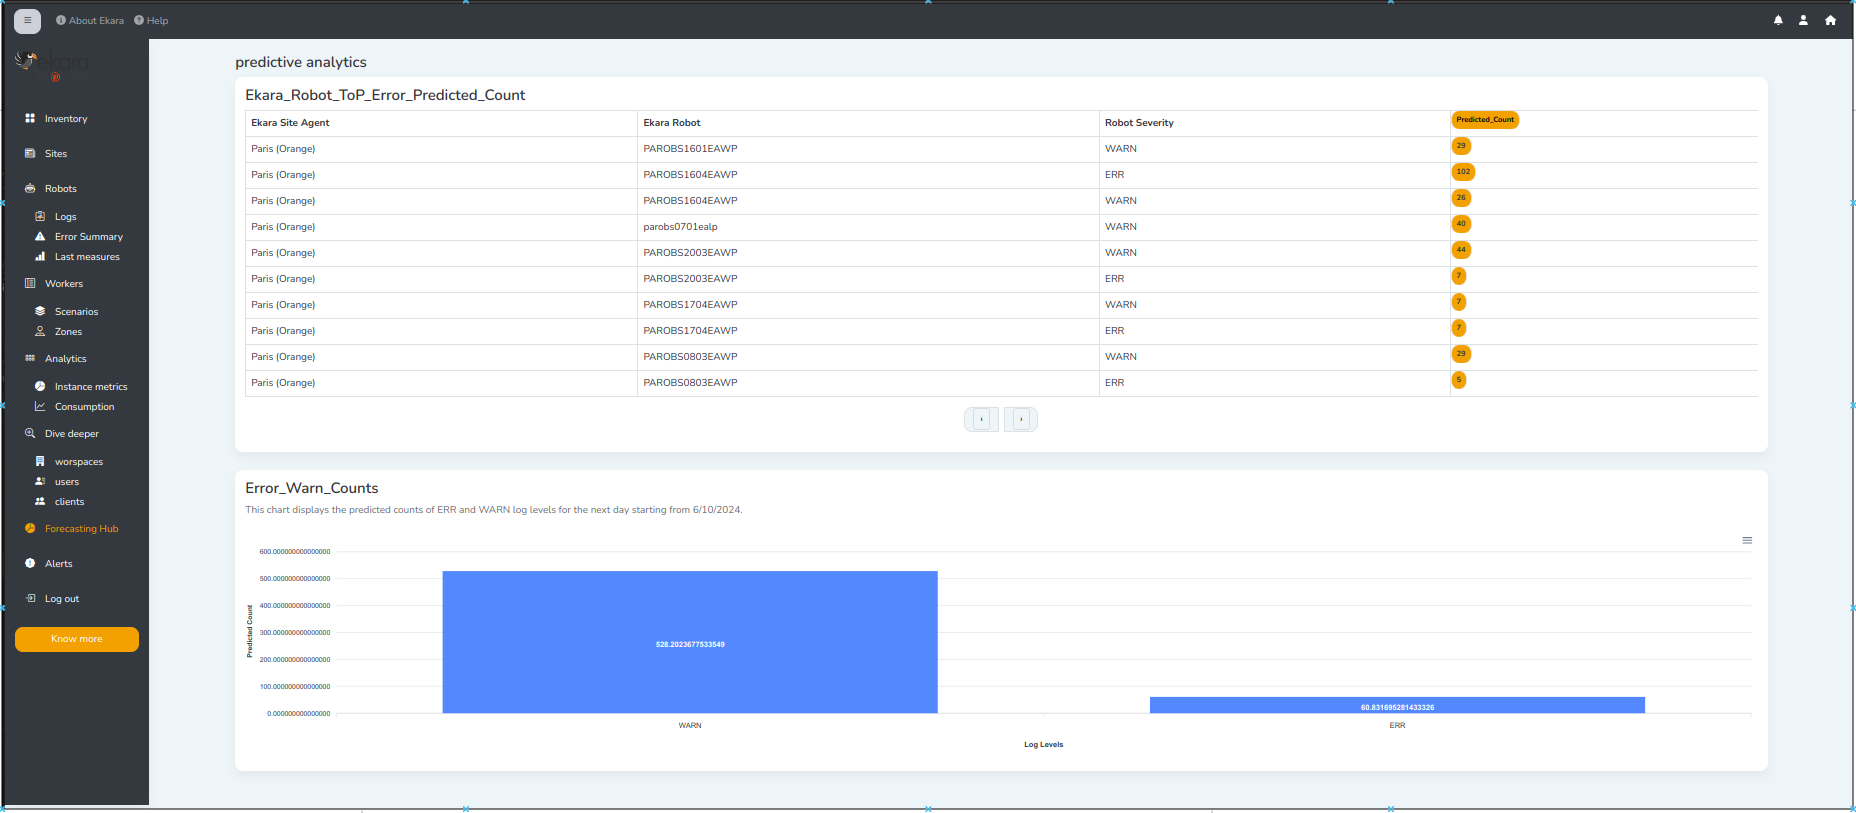 About Ekara Help
ekara
predictive analytics
Inventory
Sites
Robots
Logs
Error Summary
Last measures
Workers
Scenarios
Zones
Analytics
Instance metrics
Consumption
Dive deeper
worspaces
users
clients
Forecasting Hub
Alerts
Log out
Know more
Ekara_Robot_ToP_Error_Predicted_Count
Ekara Site Agent Ekara Robot Robot Severity Predicted_Count
Paris (Orange) PAROBS1601EAWP WARN 29
Paris (Orange) PAROBS1604EAWP ERR 102
Paris (Orange) PAROBS1604EAWP WARN 26
Paris (Orange) parobs0701ealp WARN 40
Paris (Orange) PAROBS2003EAWP WARN 44
Paris (Orange) PAROBS2003EAWP ERR 7
Paris (Orange) PAROBS1704EAWP WARN 7
Paris (Orange) PAROBS1704EAWP ERR 7
Paris (Orange) PAROBS0803EAWP WARN 29
Paris (Orange) PAROBS0803EAWP ERR 5
‹ ›
Error_Warn_Counts
This chart displays the predicted counts of ERR and WARN log levels for the next day starting from 6/10/2024.
Predicted Count
600.000000000000000
500.000000000000000
400.000000000000000
300.000000000000000
200.000000000000000
100.000000000000000
0.000000000000000
528.2023677533549
60.831695281433326
WARN ERR
Log Levels